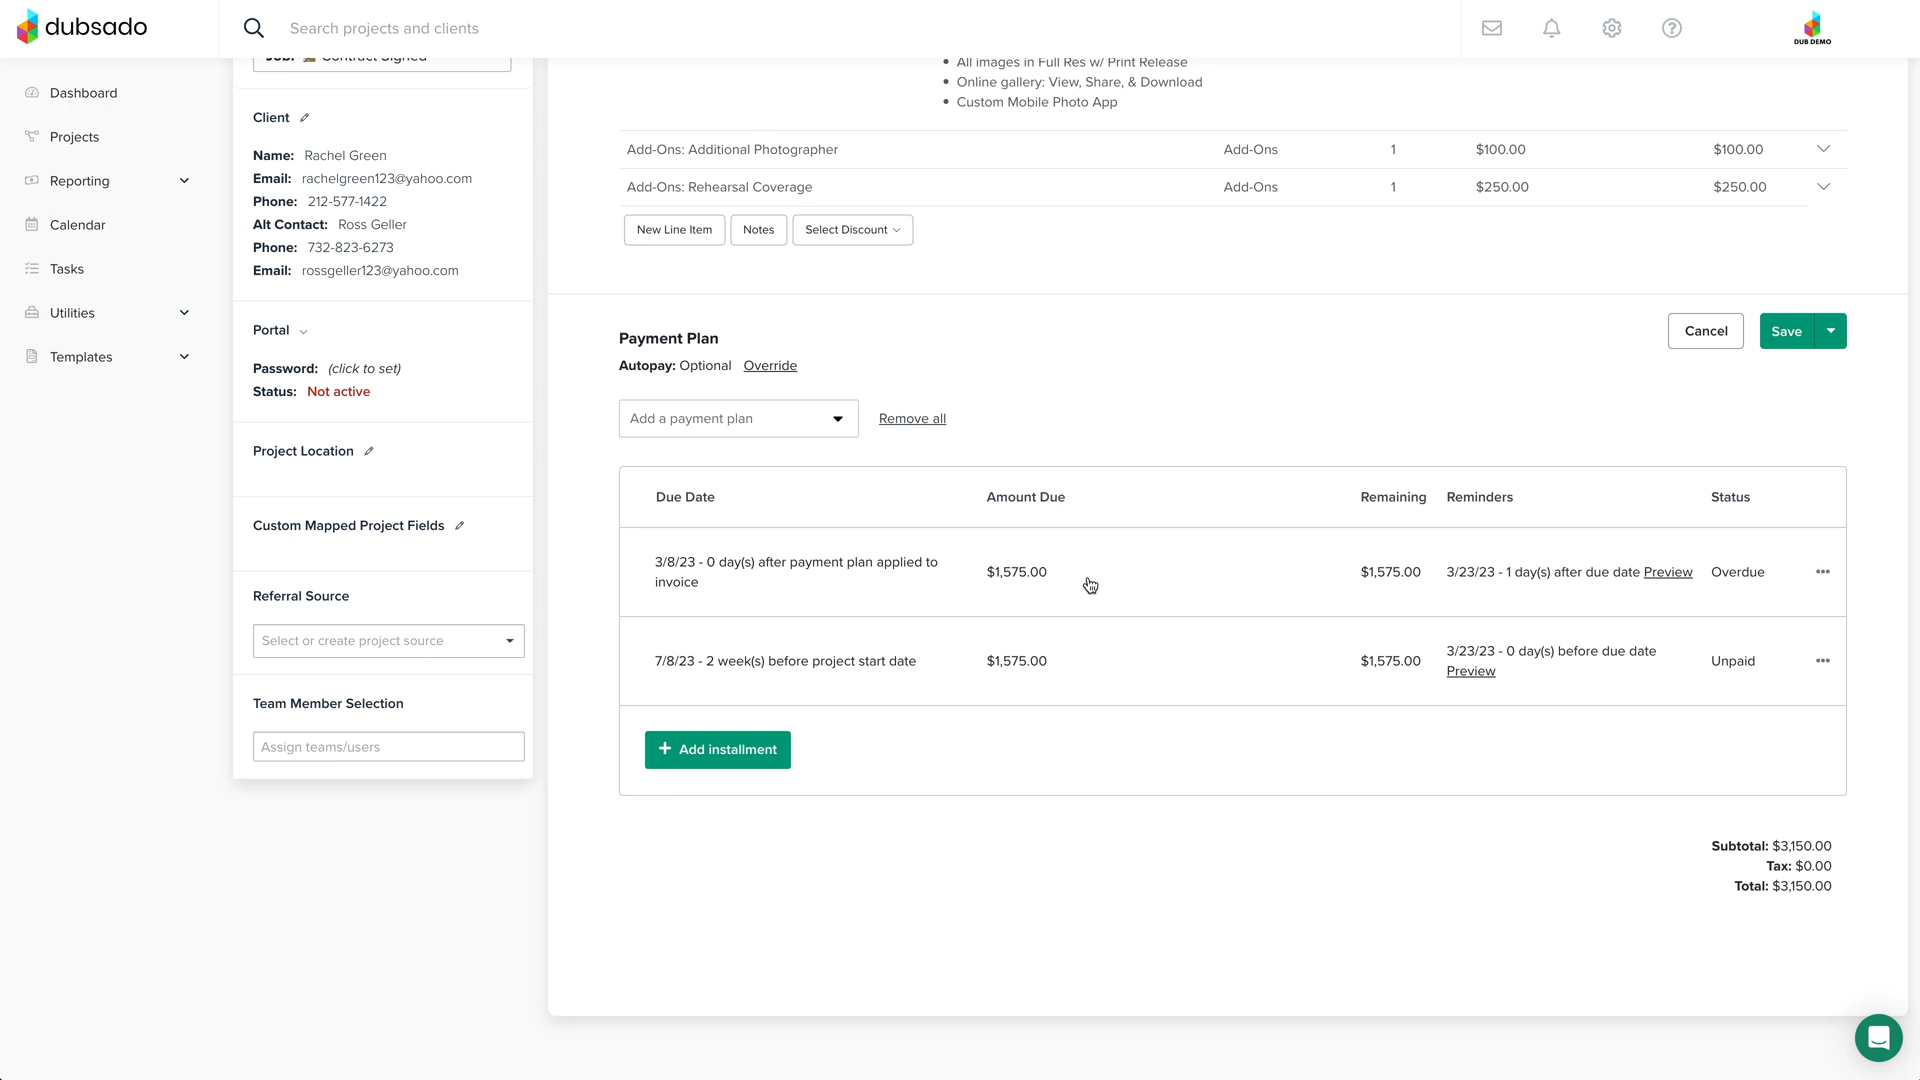 dubsado
Search projects and clients
DUB DEMO
Dashboard
Projects
Reporting
Calendar
Tasks
Utilities
Templates
Job: Contract Signed
Client
Name: Rachel Green
Email: rachelgreen123@yahoo.com
Phone: 212-577-1422
Alt Contact: Ross Geller
Phone: 732-823-6273
Email: rossgeller123@yahoo.com
Portal
Password: (click to set)
Status: Not active
Project Location
Custom Mapped Project Fields
Referral Source
Select or create project source
Team Member Selection
Assign teams/users
• All images in Full Res w/ Print Release
• Online gallery: View, Share, & Download
• Custom Mobile Photo App
Add-Ons: Additional Photographer Add-Ons 1 $100.00 $100.00
Add-Ons: Rehearsal Coverage Add-Ons 1 $250.00 $250.00
New Line Item Notes Select Discount
Payment Plan
Cancel Save
Autopay: Optional Override
Add a payment plan Remove all
Due Date Amount Due Remaining Reminders Status
3/8/23 - 0 day(s) after payment plan applied to
invoice
$1,575.00 $1,575.00 3/23/23 - 1 day(s) after due date Preview Overdue
7/8/23 - 2 week(s) before project start date $1,575.00 $1,575.00
3/23/23 - 0 day(s) before due date
Preview
Unpaid
+ Add installment
Subtotal: $3,150.00
Tax: $0.00
Total: $3,150.00